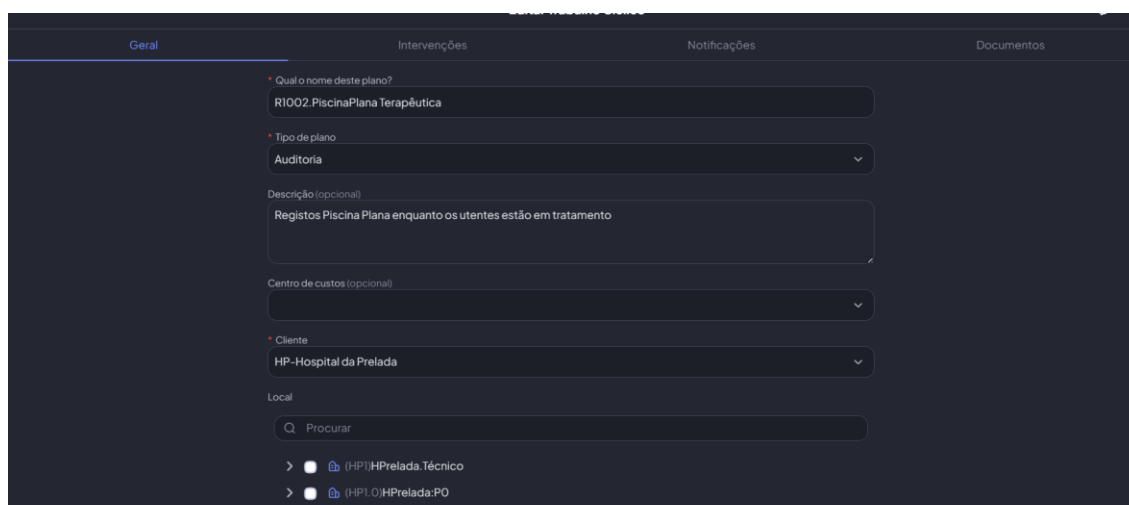 Geral Intervenções Notificações Documentos
* Qual o nome deste plano?
R1002.PiscinaPlana Terapêutica
* Tipo de plano
Auditoria
Descrição (opcional)
Registos Piscina Plana enquanto os utentes estão em tratamento
Centro de custos (opcional)
* Cliente
HP-Hospital da Prelada
Local
Procurar
(HP1)HPrelada.Técnico
(HP1.0)HPrelada:P0